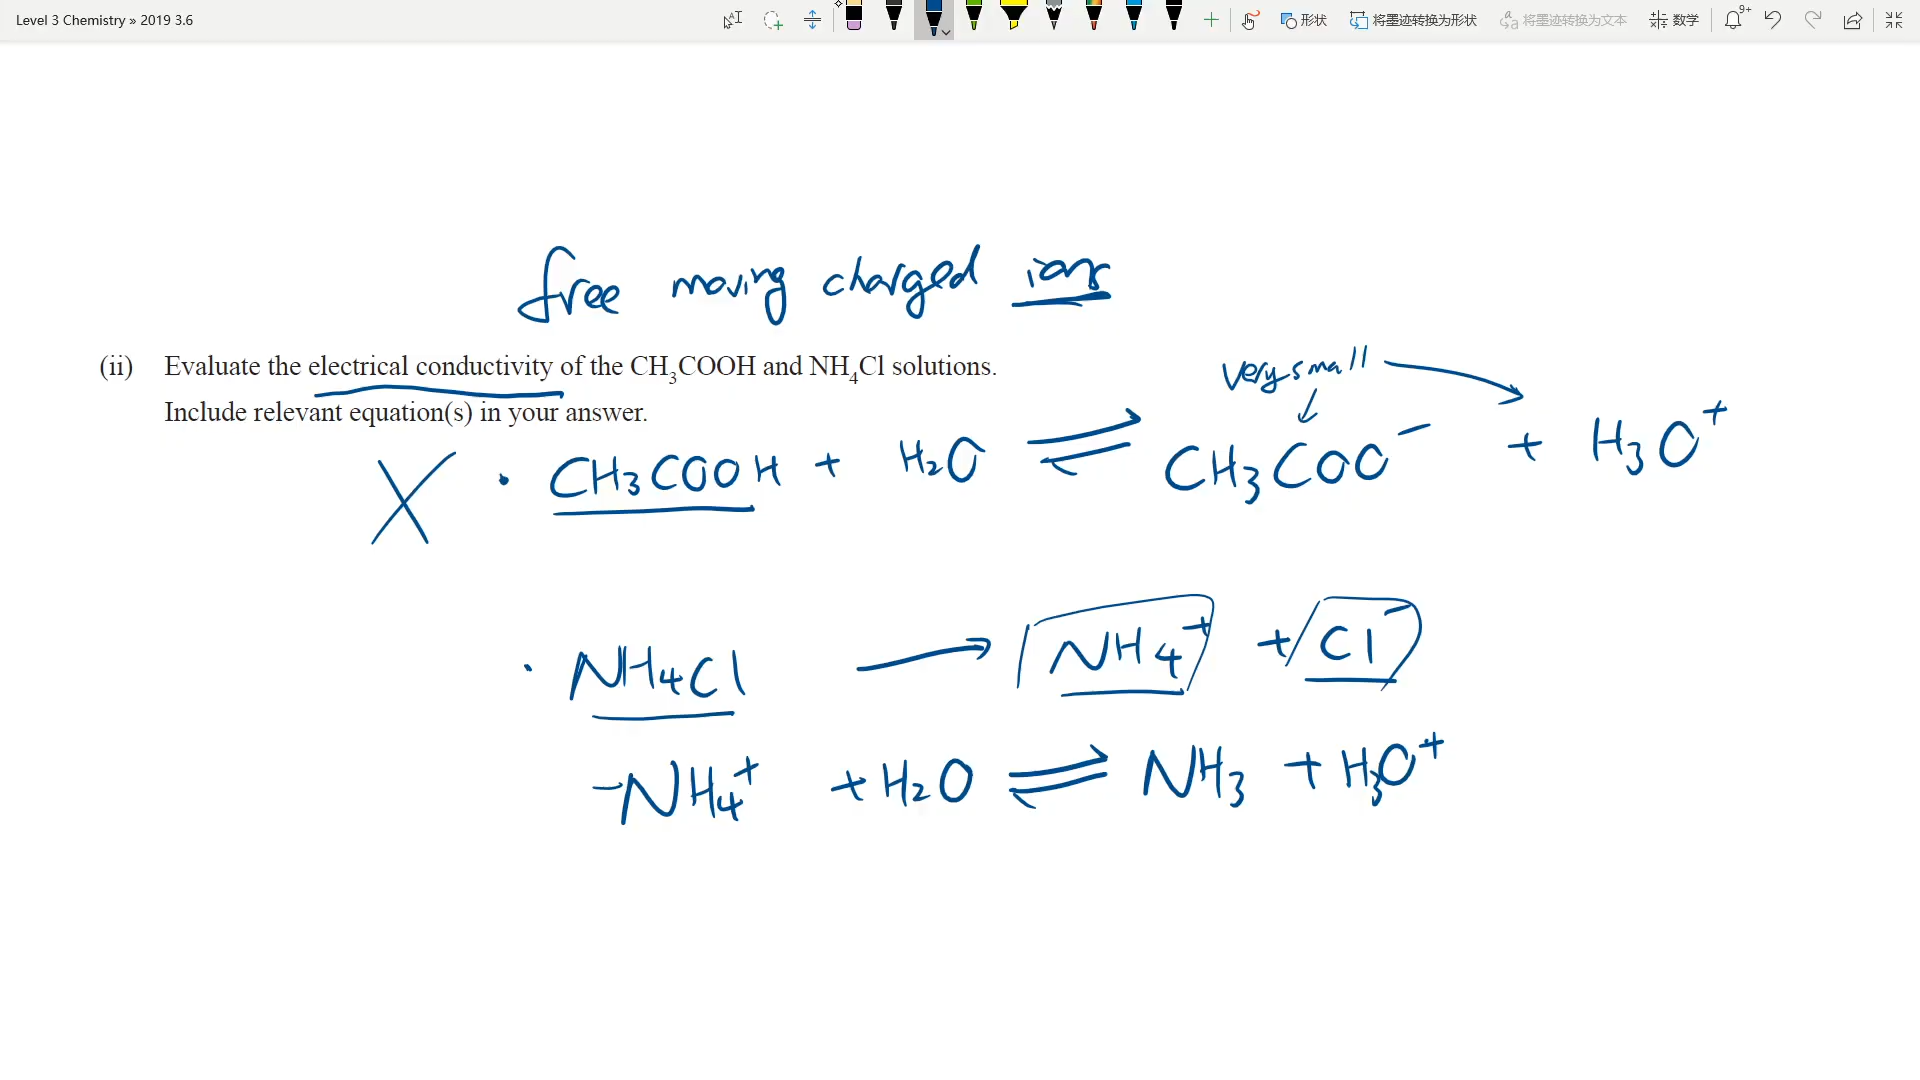 Level 3 Chemistry » 2019 3.6
形状 将墨迹转换为形状 将墨迹转换为文本 数学 9+
free moving charged ions
(ii) Evaluate the electrical conductivity of the CH₃COOH and NH₄Cl solutions.
very small
Include relevant equation(s) in your answer.
X • CH₃COOH + H₂O ⇌ CH₃COO⁻ + H₃O⁺
• NH₄Cl → NH₄⁺ + Cl⁻
- NH₄⁺ + H₂O ⇌ NH₃ + H₃O⁺